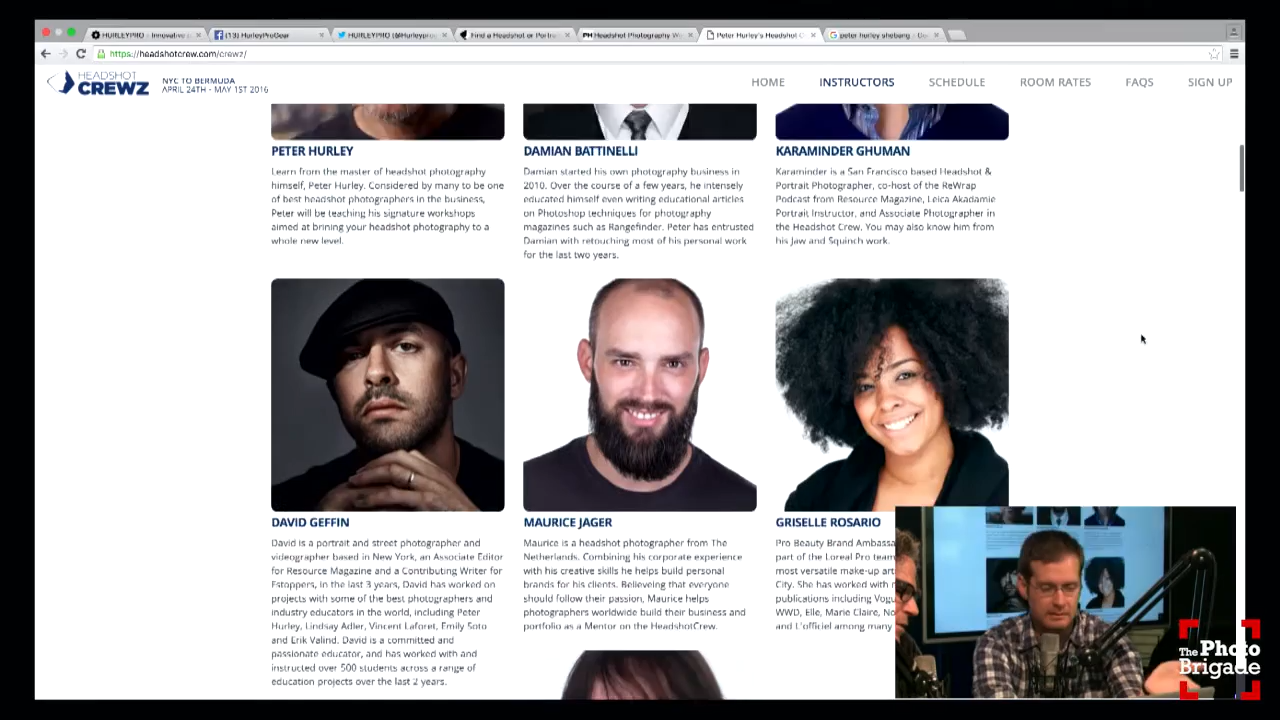 HURLEYPRO - Innovative p
(13) HurleyProGear
HURLEYPRO (@Hurleypro
Find a Headshot or Portrai
PH Headshot Photography W
Peter Hurley's Headshot C
peter hurley shebang - Go
https://headshotcrew.com/crewz/
HEADSHOT
CREWZ
NYC TO BERMUDA
APRIL 24TH - MAY 1ST 2016
HOME
INSTRUCTORS
SCHEDULE
ROOM RATES
FAQS
SIGN UP
PETER HURLEY
Learn from the master of headshot photography
himself, Peter Hurley. Considered by many to be one
of best headshot photographers in the business,
Peter will be teaching his signature workshops
aimed at brining your headshot photography to a
whole new level.
DAMIAN BATTINELLI
Damian started his own photography business in
2010. Over the course of a few years, he intensely
educated himself even writing educational articles
on Photoshop techniques for photography
magazines such as Rangefinder. Peter has entrusted
Damian with retouching most of his personal work
for the last two years.
KARAMINDER GHUMAN
Karaminder is a San Francisco based Headshot &
Portrait Photographer, co-host of the ReWrap
Podcast from Resource Magazine, Leica Akadamie
Portrait Instructor, and Associate Photographer in
the Headshot Crew. You may also know him from
his Jaw and Squinch work.
DAVID GEFFIN
David is a portrait and street photographer and
videographer based in New York, an Associate Editor
for Resource Magazine and a Contributing Writer for
Fstoppers, in the last 3 years, David has worked on
projects with some of the best photographers and
industry educators in the world, including Peter
Hurley, Lindsay Adler, Vincent Laforet, Emily Soto
and Erik Valind. David is a committed and
passionate educator, and has worked with and
instructed over 500 students across a range of
education projects over the last 2 years.
MAURICE JAGER
Maurice is a headshot photographer from The
Netherlands. Combining his corporate experience
with his creative skills he helps build personal
brands for his clients. Believing that everyone
should follow their passion, Maurice helps
photographers worldwide build their business and
portfolio as a Mentor on the HeadshotCrew.
GRISELLE ROSARIO
Pro Beauty Brand Ambassa
part of the Loreal Pro team
most versatile make-up art
City. She has worked with
publications including Vogu
WWD, Elle, Marie Claire, No
and L'officiel among many
The Photo
Brigade